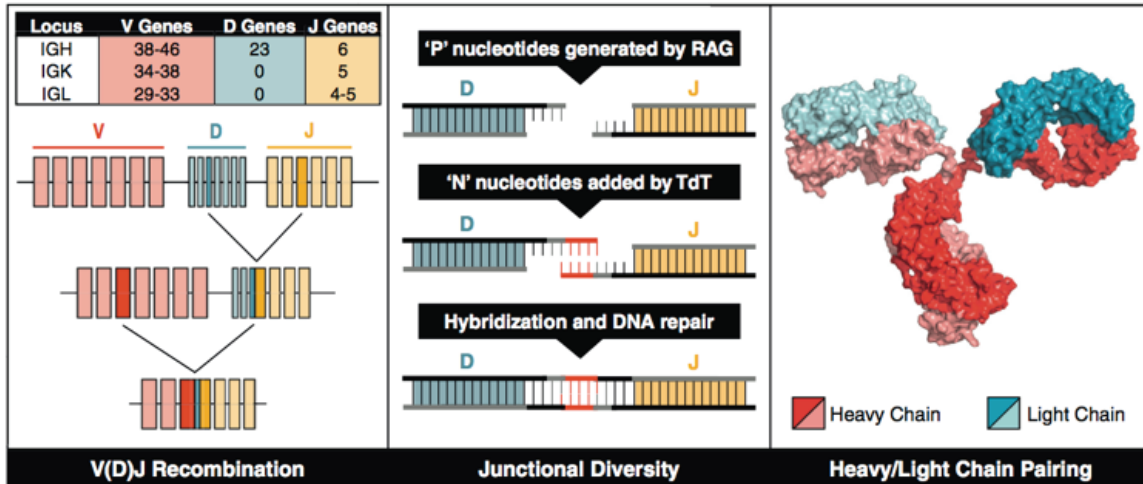 Locus V Genes D Genes J Genes
IGH 38-46 23 6
IGK 34-38 0 5
IGL 29-33 0 4-5
V D J
V(D)J Recombination
'P' nucleotides generated by RAG
D J
'N' nucleotides added by TdT
D J
Hybridization and DNA repair
D J
Junctional Diversity
Heavy Chain Light Chain
Heavy/Light Chain Pairing